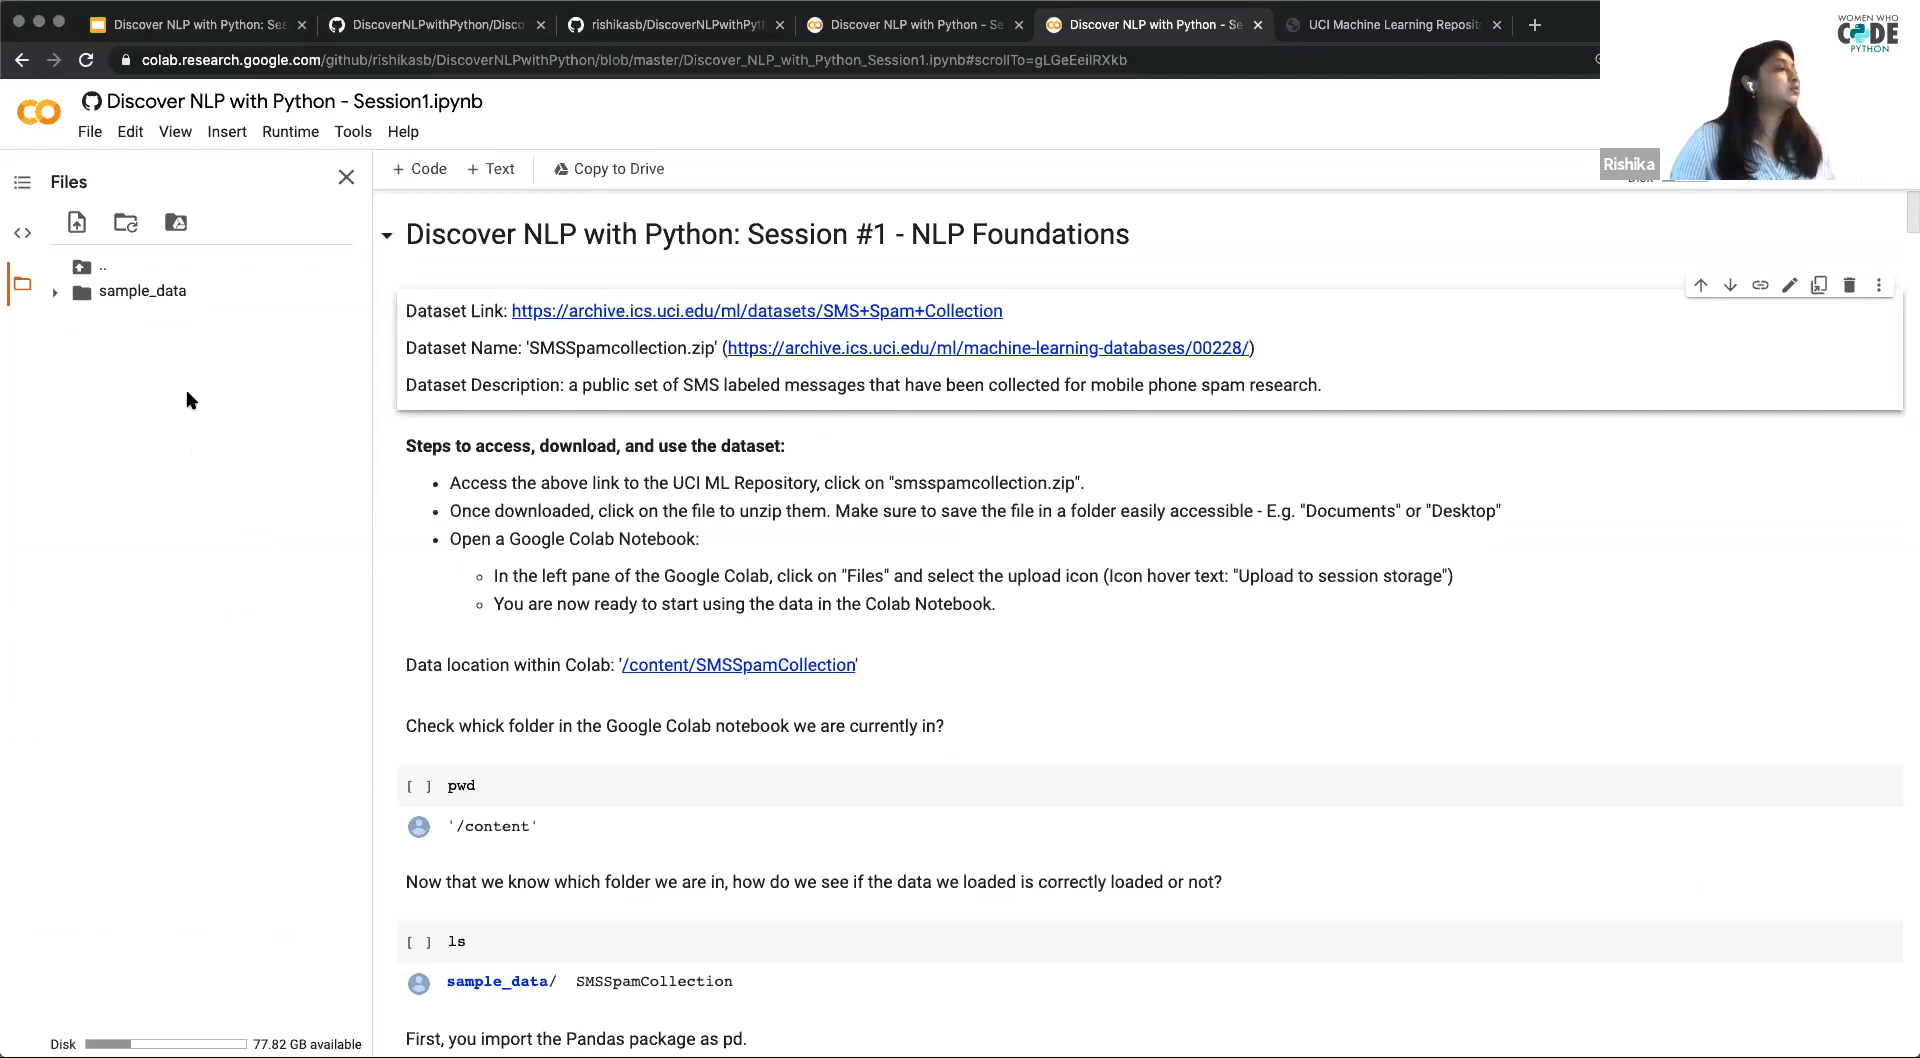 Discover NLP with Python: Ses
DiscoverNLPwithPython/Disco
rishikasb/DiscoverNLPwithPyth
Discover NLP with Python - Se
Discover NLP with Python - Se
UCI Machine Learning Reposit
colab.research.google.com/github/rishikasb/DiscoverNLPwithPython/blob/master/Discover_NLP_with_Python_Session1.ipynb#scrollTo=gLGeEeiIRXkb
WOMEN WHO
CODE
PYTHON
Discover NLP with Python - Session1.ipynb
File Edit View Insert Runtime Tools Help
Rishika
Files
+ Code + Text Copy to Drive
Disk
..
sample_data
Discover NLP with Python: Session #1 - NLP Foundations
Dataset Link: https://archive.ics.uci.edu/ml/datasets/SMS+Spam+Collection
Dataset Name: 'SMSSpamcollection.zip' (https://archive.ics.uci.edu/ml/machine-learning-databases/00228/)
Dataset Description: a public set of SMS labeled messages that have been collected for mobile phone spam research.
Steps to access, download, and use the dataset:
• Access the above link to the UCI ML Repository, click on "smsspamcollection.zip".
• Once downloaded, click on the file to unzip them. Make sure to save the file in a folder easily accessible - E.g. "Documents" or "Desktop"
• Open a Google Colab Notebook:
◦ In the left pane of the Google Colab, click on "Files" and select the upload icon (Icon hover text: "Upload to session storage")
◦ You are now ready to start using the data in the Colab Notebook.
Data location within Colab: '/content/SMSSpamCollection'
Check which folder in the Google Colab notebook we are currently in?
[ ] pwd
'/content'
Now that we know which folder we are in, how do we see if the data we loaded is correctly loaded or not?
[ ] ls
sample_data/ SMSSpamCollection
First, you import the Pandas package as pd.
Disk 77.82 GB available